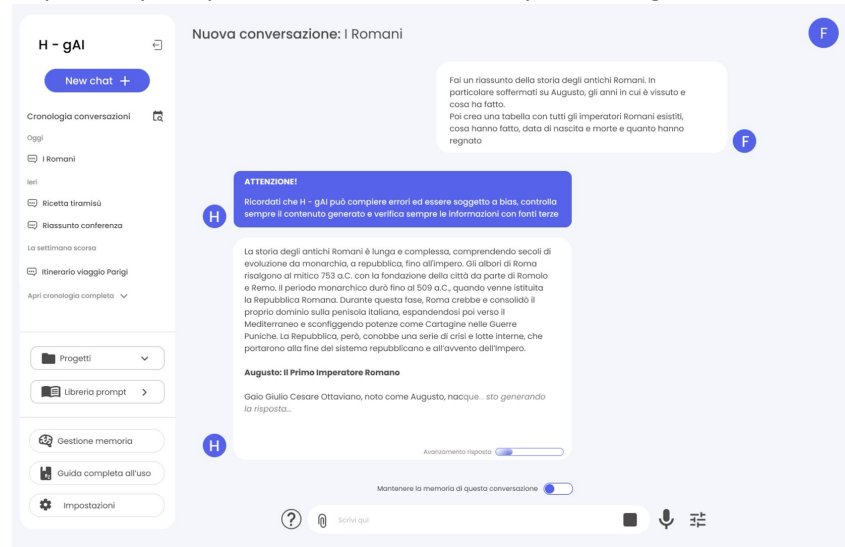 H - gAI
New chat +
Cronologia conversazioni
Oggi
I Romani
Ieri
Ricetta tiramisù
Riassunto conferenza
La settimana scorsa
Itinerario viaggio Parigi
Apri cronologia completa
Progetti
Libreria prompt
Gestione memoria
Guida completa all'uso
Impostazioni
Nuova conversazione: I Romani
F
Fai un riassunto della storia degli antichi Romani. In
particolare soffermati su Augusto, gli anni in cui è vissuto e
cosa ha fatto.
Poi crea una tabella con tutti gli imperatori Romani esistiti,
cosa hanno fatto, data di nascita e morte e quanto hanno
regnato
F
ATTENZIONE!
Ricordati che H - gAI può compiere errori ed essere soggetto a bias, controlla
sempre il contenuto generato e verifica sempre le informazioni con fonti terze
H
La storia degli antichi Romani è lunga e complessa, comprendendo secoli di
evoluzione da monarchia, a repubblica, fino all'impero. Gli albori di Roma
risalgono al mitico 753 a.C. con la fondazione della città da parte di Romolo
e Remo. Il periodo monarchico durò fino al 509 a.C., quando venne istituita
la Repubblica Romana. Durante questa fase, Roma crebbe e consolidò il
proprio dominio sulla penisola italiana, espandendosi poi verso il
Mediterraneo e sconfiggendo potenze come Cartagine nelle Guerre
Puniche. La Repubblica, però, conobbe una serie di crisi e lotte interne, che
portarono alla fine del sistema repubblicano e all'avvento dell'Impero.
Augusto: Il Primo Imperatore Romano
Gaio Giulio Cesare Ottaviano, noto come Augusto, nacque... sto generando
la risposta...
H
Avanzamento risposta
Mantenere la memoria di questa conversazione
?
Scrivi qui